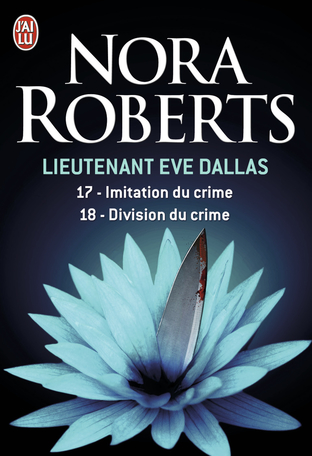 J'AI
LU
NORA
ROBERTS
LIEUTENANT EVE DALLAS
17 - Imitation du crime
18 - Division du crime